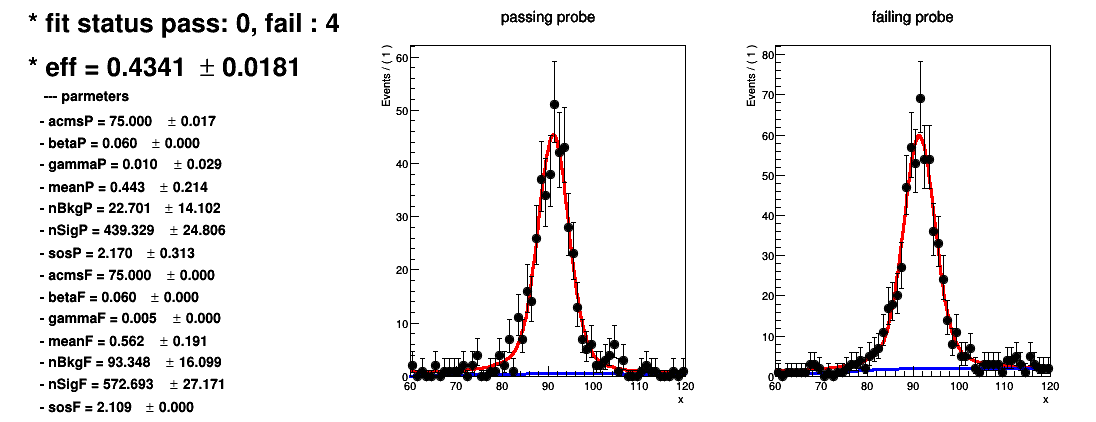 * fit status pass: 0, fail : 4
* eff = 0.4341 ± 0.0181
--- parmeters
- acmsP = 75.000 ± 0.017
- betaP = 0.060 ± 0.000
- gammaP = 0.010 ± 0.029
- meanP = 0.443 ± 0.214
- nBkgP = 22.701 ± 14.102
- nSigP = 439.329 ± 24.806
- sosP = 2.170 ± 0.313
- acmsF = 75.000 ± 0.000
- betaF = 0.060 ± 0.000
- gammaF = 0.005 ± 0.000
- meanF = 0.562 ± 0.191
- nBkgF = 93.348 ± 16.099
- nSigF = 572.693 ± 27.171
- sosF = 2.109 ± 0.000
passing probe
Events / ( 1 )
60
50
40
30
20
10
0
60 70 80 90 100 110 120
x
failing probe
Events / ( 1 )
80
70
60
50
40
30
20
10
0
60 70 80 90 100 110 120
x